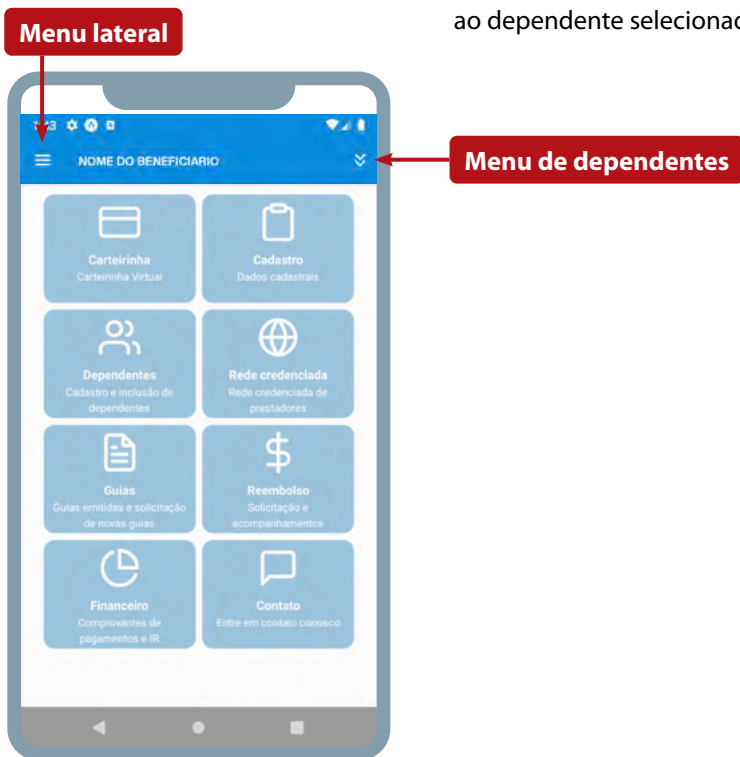 ao dependente selecionad
Menu lateral
NOME DO BENEFICIARIO
Menu de dependentes
Carteirinha
Carteirinha Virtual
Cadastro
Dados cadastrais
Dependentes
Cadastro e inclusão de
dependentes
Rede credenciada
Rede credenciada de
prestadores
Guias
Guias emitidas e solicitação
de novas guias
Reembolso
Solicitação e
acompanhamentos
Financeiro
Comprovantes de
pagamentos e IR
Contato
Entre em contato conosco